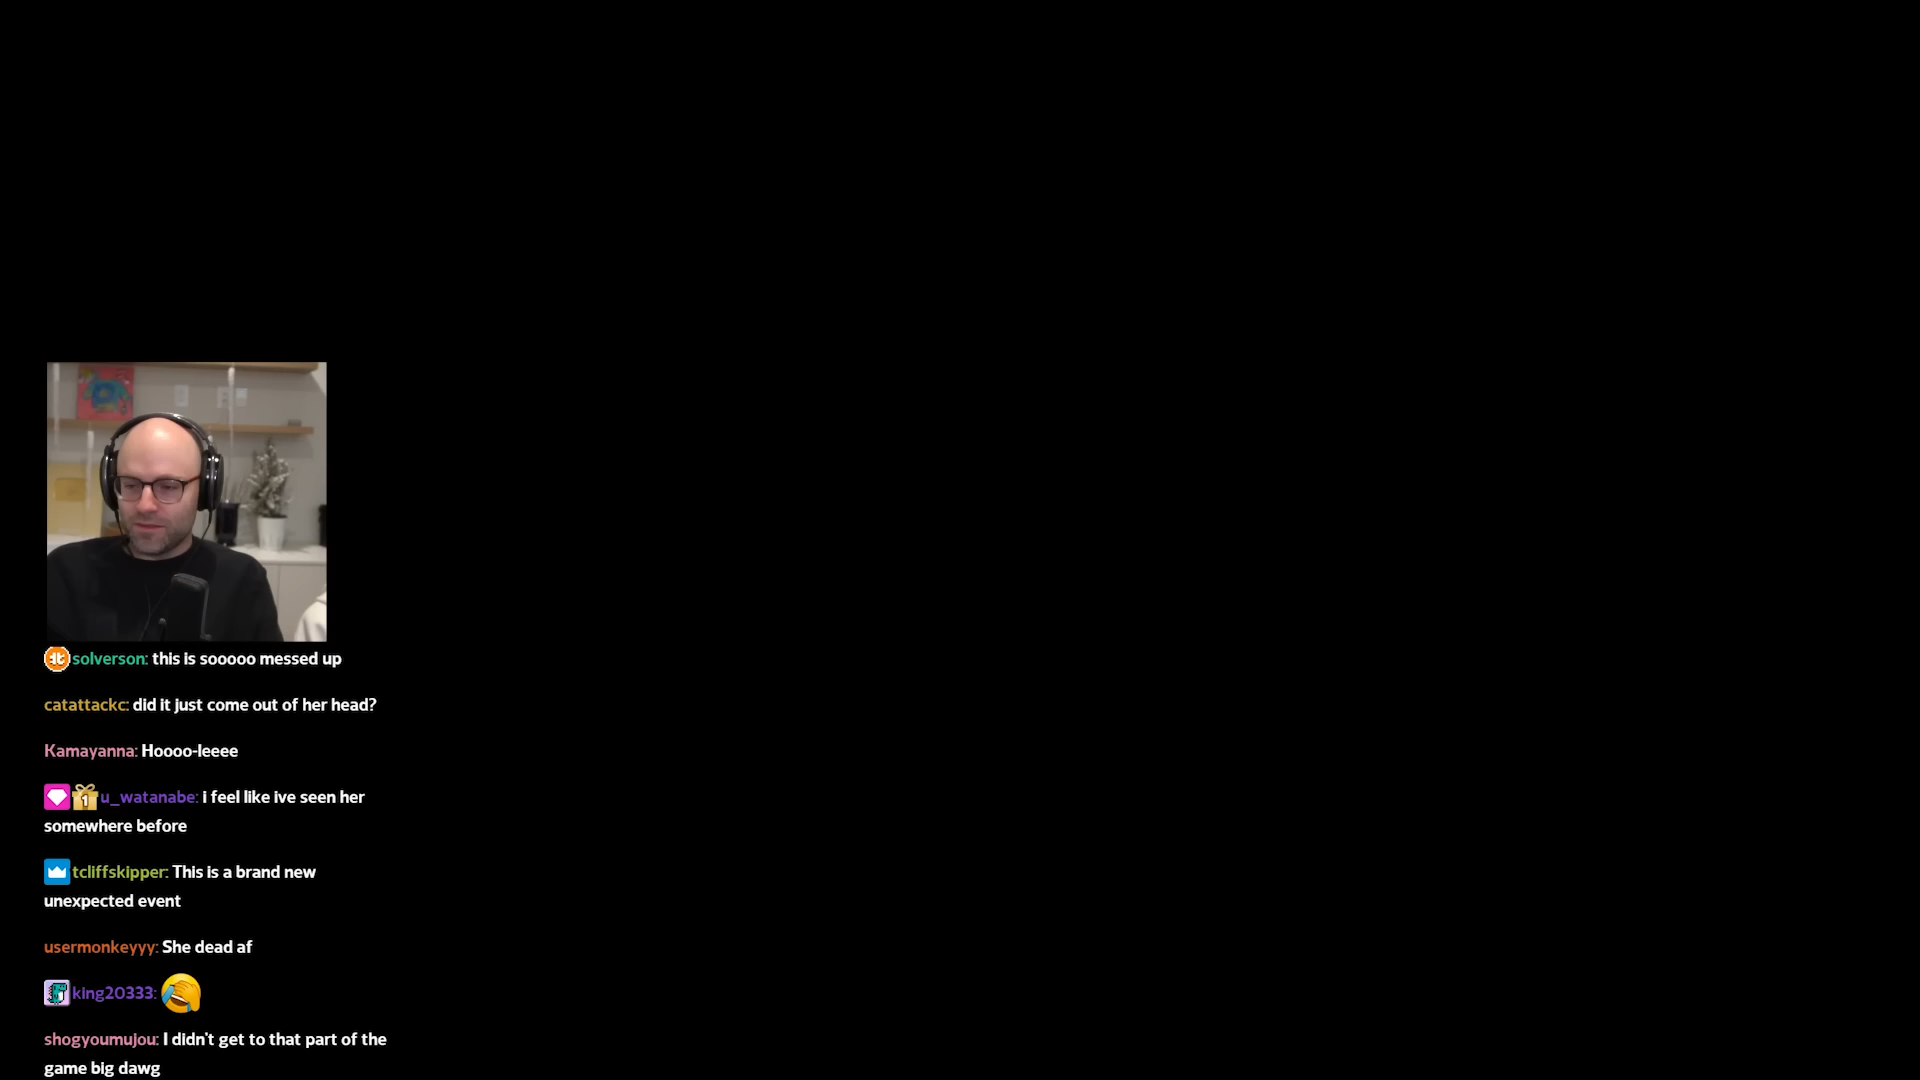 solverson: this is sooooo messed up
catattackc: did it just come out of her head?
Kamayanna: Hoooo-leeee
1 u_watanabe: i feel like ive seen her
somewhere before
tcliffskipper: This is a brand new
unexpected event
usermonkeyyy: She dead af
king20333:
shogyoumujou: I didn't get to that part of the
game big dawg